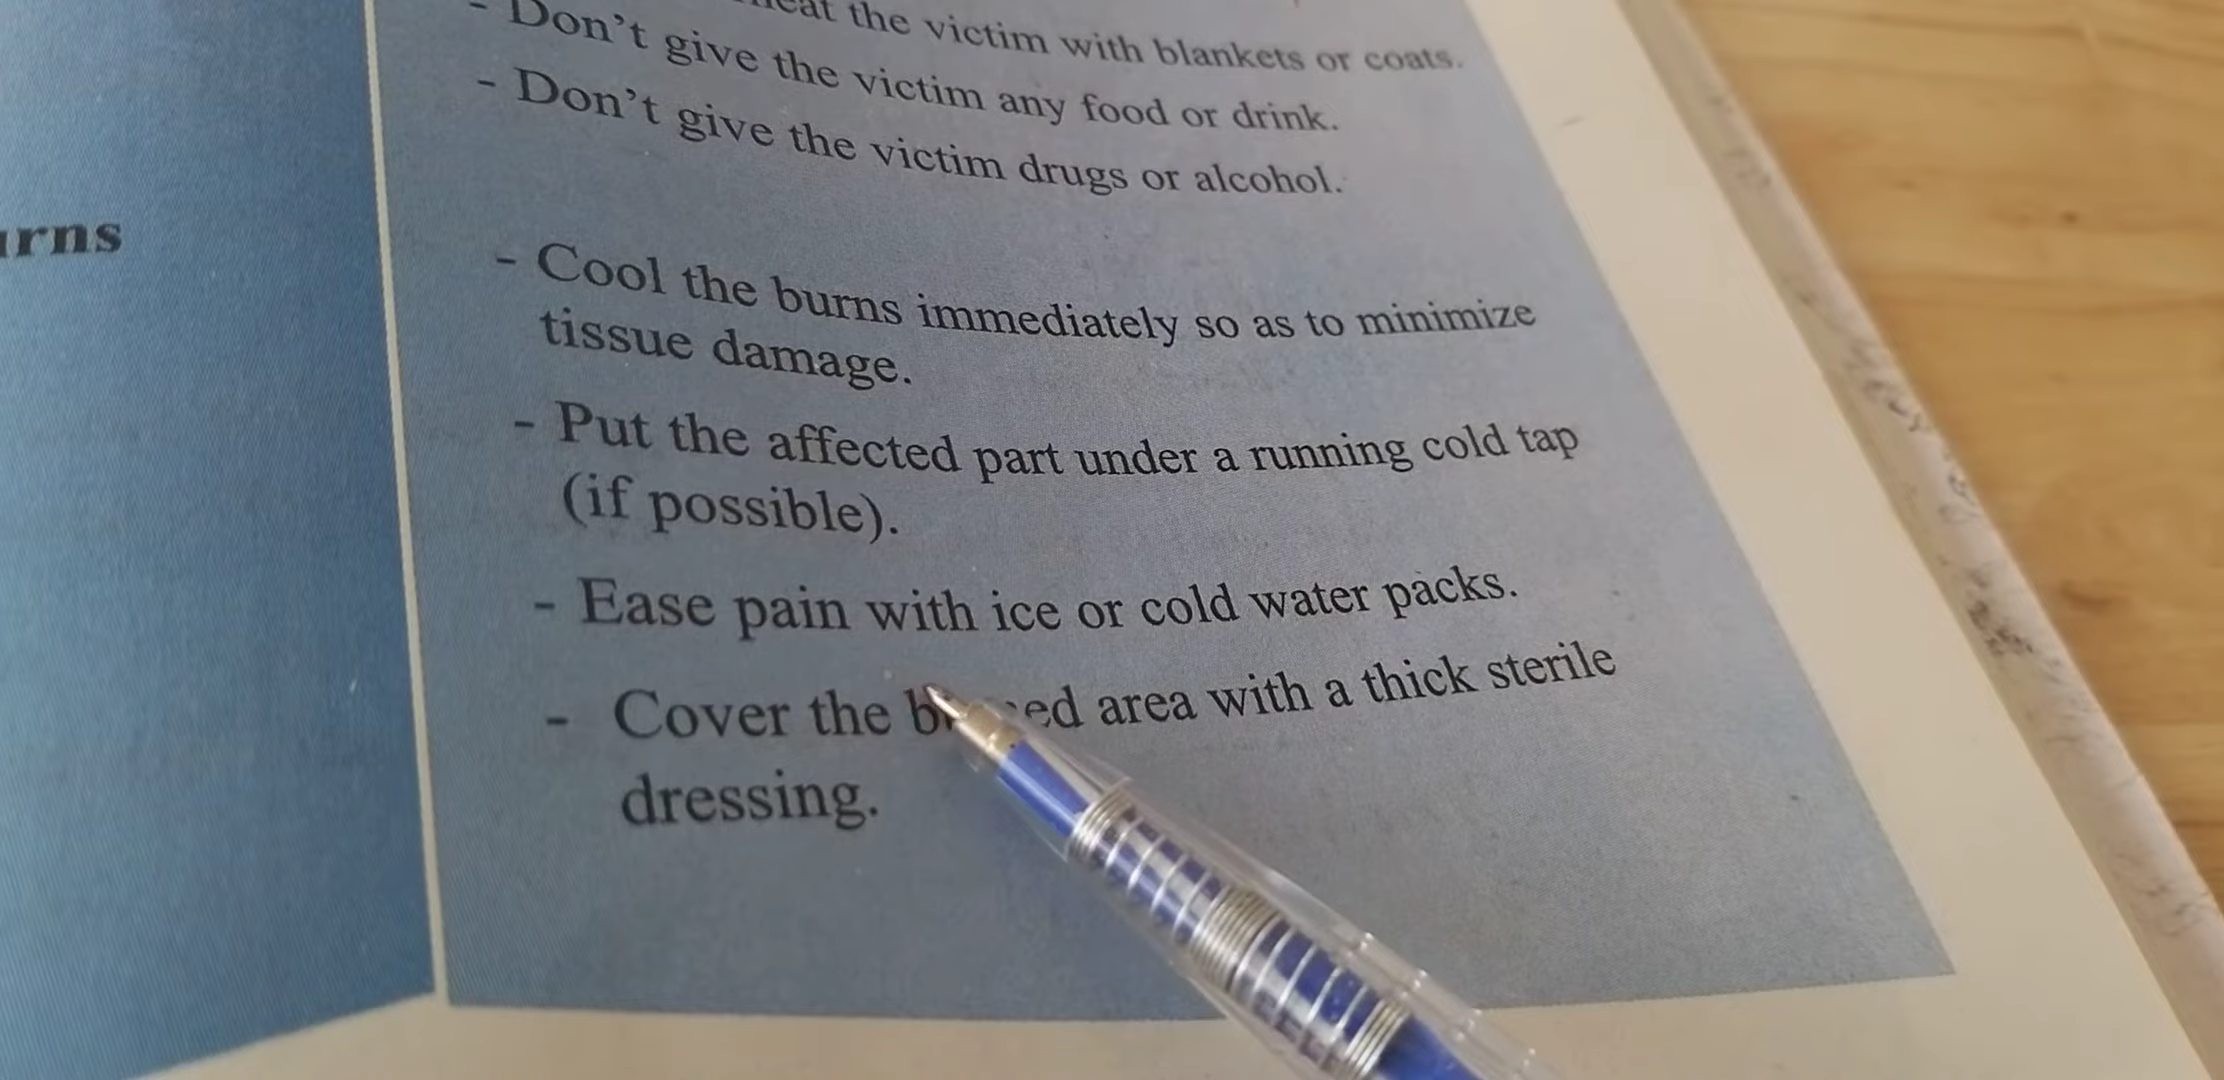 the victim with blankets or coats.
- Don't give the victim any food or drink.
- Don't give the victim drugs or alcohol.
- Cool the burns immediately so as to minimize
tissue damage.
- Put the affected part under a running cold tap
(if possible).
- Ease pain with ice or cold water packs.
- Cover the area with a thick sterile
dressing.